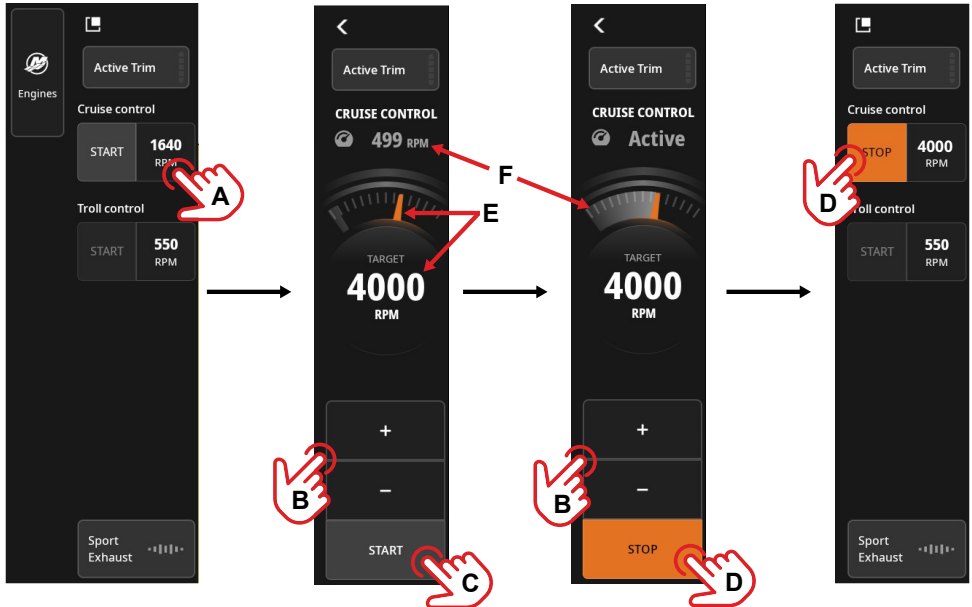 Engines
Active Trim
Cruise control
START
1640
RPM
A
Troll control
START
550
RPM
Sport
Exhaust
Active Trim
CRUISE CONTROL
499 RPM
F
E
TARGET
4000
RPM
+
−
B
START
C
Active Trim
CRUISE CONTROL
Active
TARGET
4000
RPM
+
−
B
STOP
D
Active Trim
Cruise control
STOP
4000
RPM
D
Troll control
START
550
RPM
Sport
Exhaust